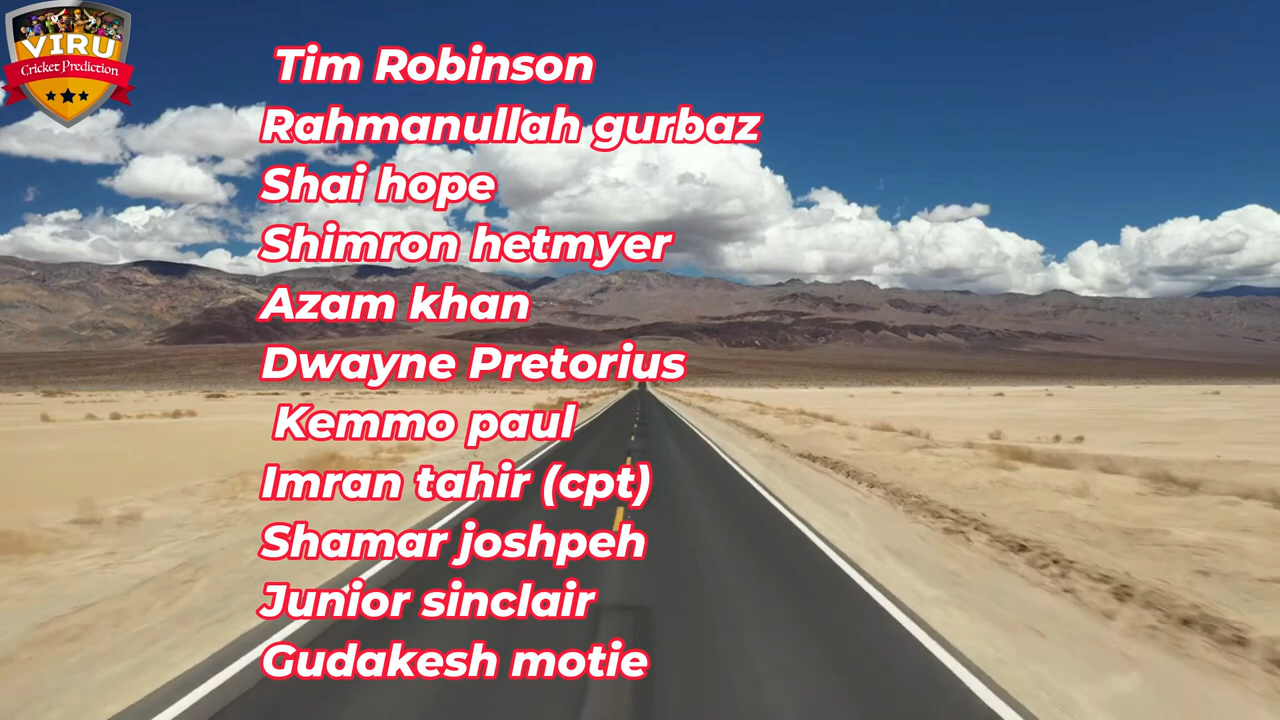 VIRU
Cricket Prediction
Tim Robinson
Rahmanullah gurbaz
Shai hope
Shimron hetmyer
Azam khan
Dwayne Pretorius
Kemmo paul
Imran tahir (cpt)
Shamar joshpeh
Junior sinclair
Gudakesh motie